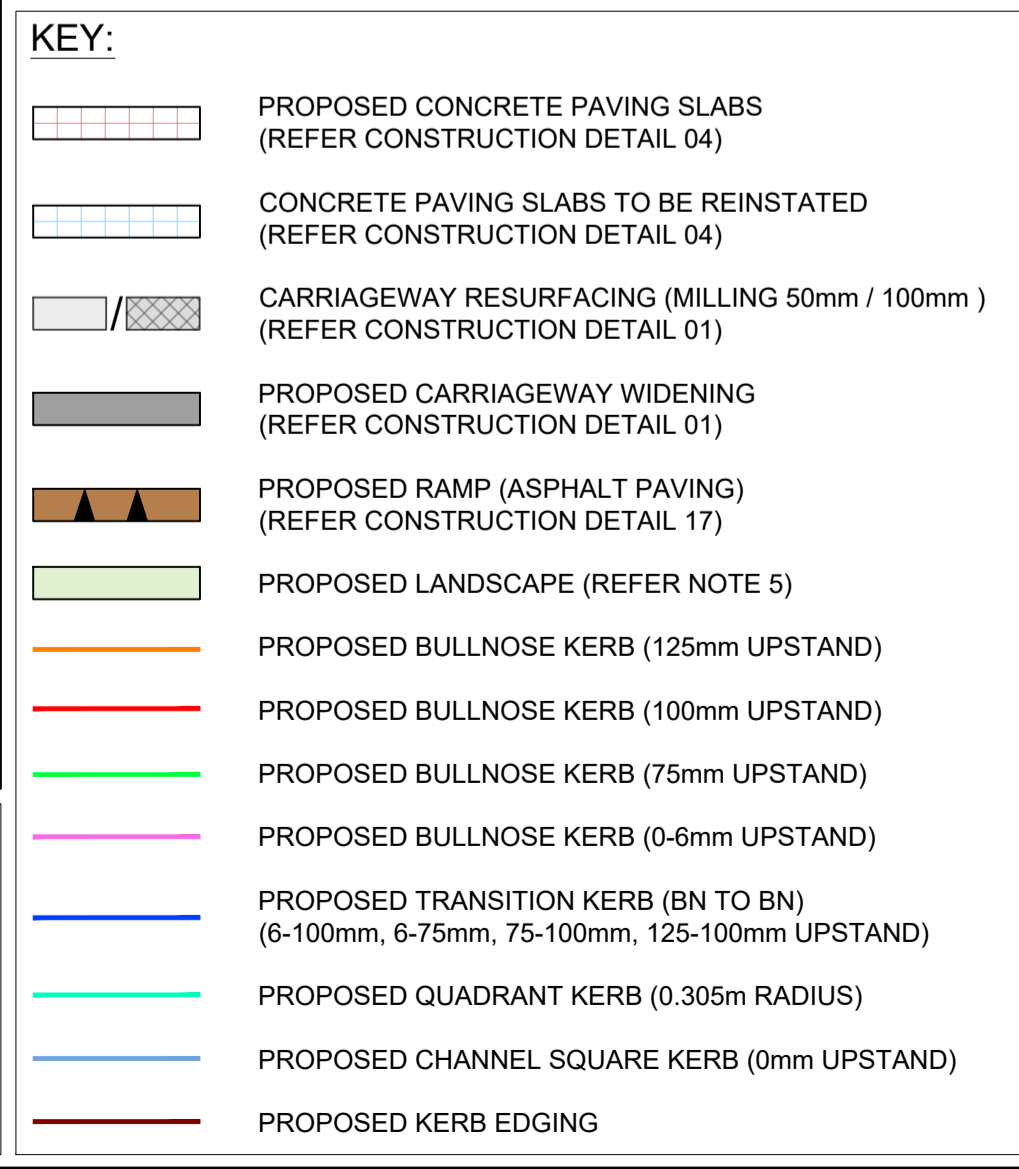 KEY:
PROPOSED CONCRETE PAVING SLABS
(REFER CONSTRUCTION DETAIL 04)
CONCRETE PAVING SLABS TO BE REINSTATED
(REFER CONSTRUCTION DETAIL 04)
/ CARRIAGEWAY RESURFACING (MILLING 50mm / 100mm )
(REFER CONSTRUCTION DETAIL 01)
PROPOSED CARRIAGEWAY WIDENING
(REFER CONSTRUCTION DETAIL 01)
PROPOSED RAMP (ASPHALT PAVING)
(REFER CONSTRUCTION DETAIL 17)
PROPOSED LANDSCAPE (REFER NOTE 5)
PROPOSED BULLNOSE KERB (125mm UPSTAND)
PROPOSED BULLNOSE KERB (100mm UPSTAND)
PROPOSED BULLNOSE KERB (75mm UPSTAND)
PROPOSED BULLNOSE KERB (0-6mm UPSTAND)
PROPOSED TRANSITION KERB (BN TO BN)
(6-100mm, 6-75mm, 75-100mm, 125-100mm UPSTAND)
PROPOSED QUADRANT KERB (0.305m RADIUS)
PROPOSED CHANNEL SQUARE KERB (0mm UPSTAND)
PROPOSED KERB EDGING